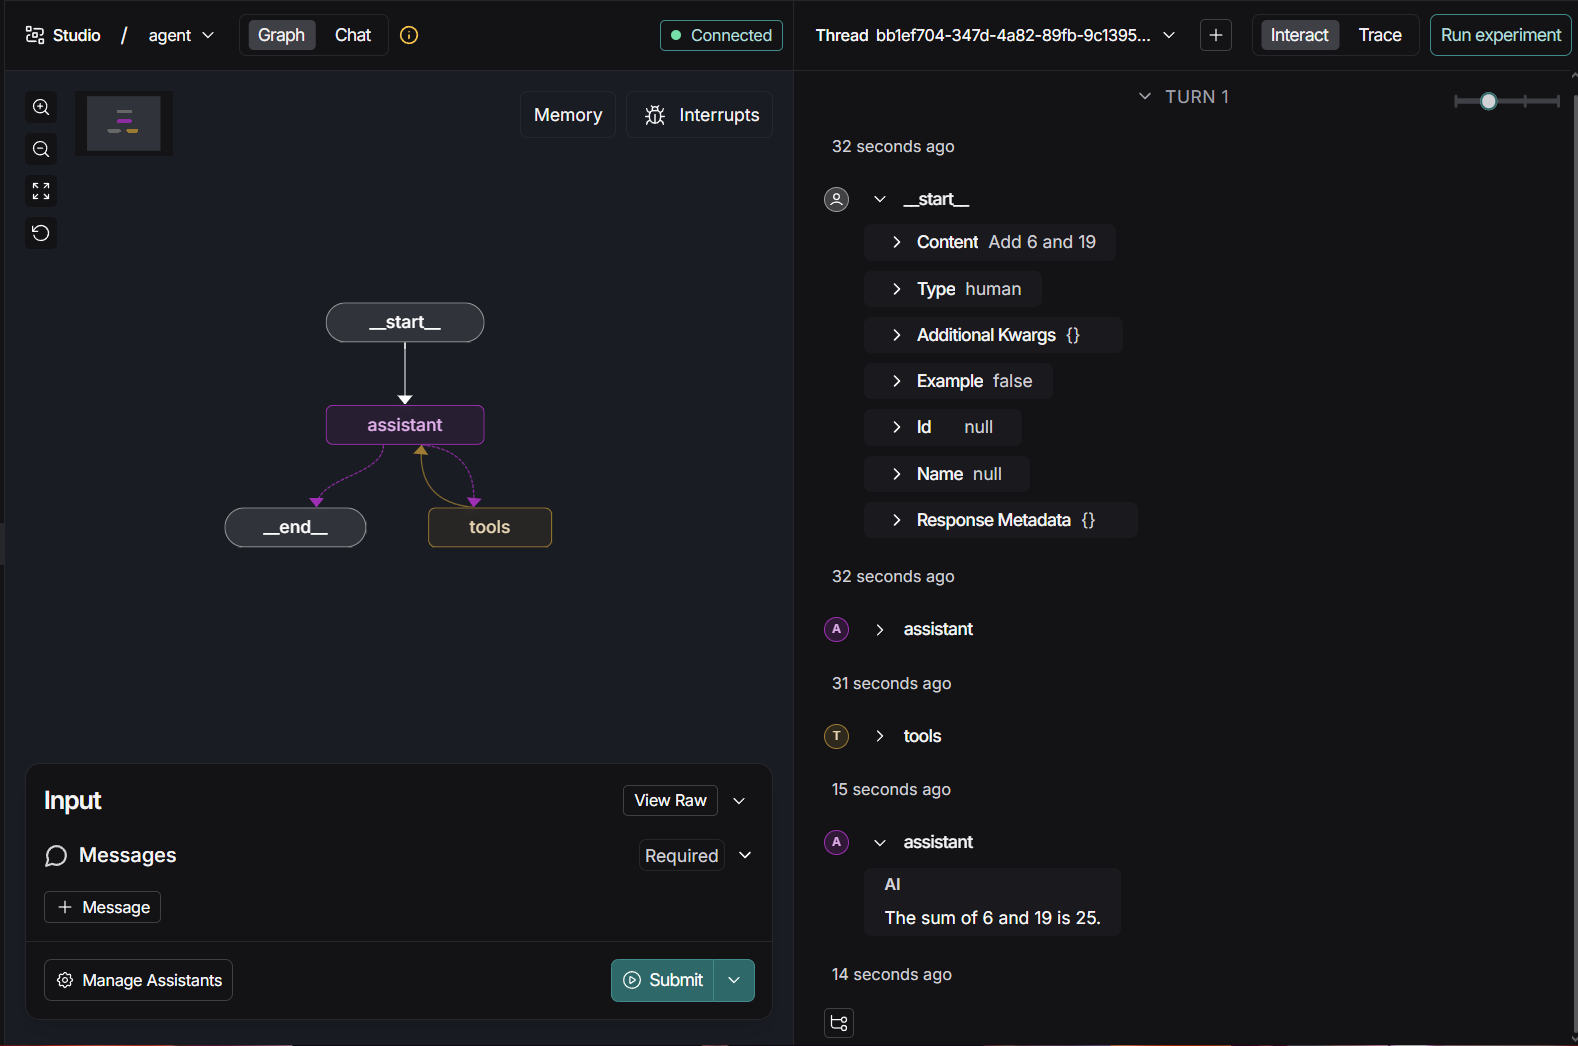 Studio / agent Graph Chat Connected
Memory Interrupts
__start__
assistant
__end__ tools
Input View Raw
Messages Required
+ Message
Manage Assistants Submit
Thread bb1ef704-347d-4a82-89fb-9c1395... + Interact Trace Run experiment
TURN 1
32 seconds ago
__start__
Content Add 6 and 19
Type human
Additional Kwargs {}
Example false
Id null
Name null
Response Metadata {}
32 seconds ago
A assistant
31 seconds ago
T tools
15 seconds ago
A assistant
AI
The sum of 6 and 19 is 25.
14 seconds ago